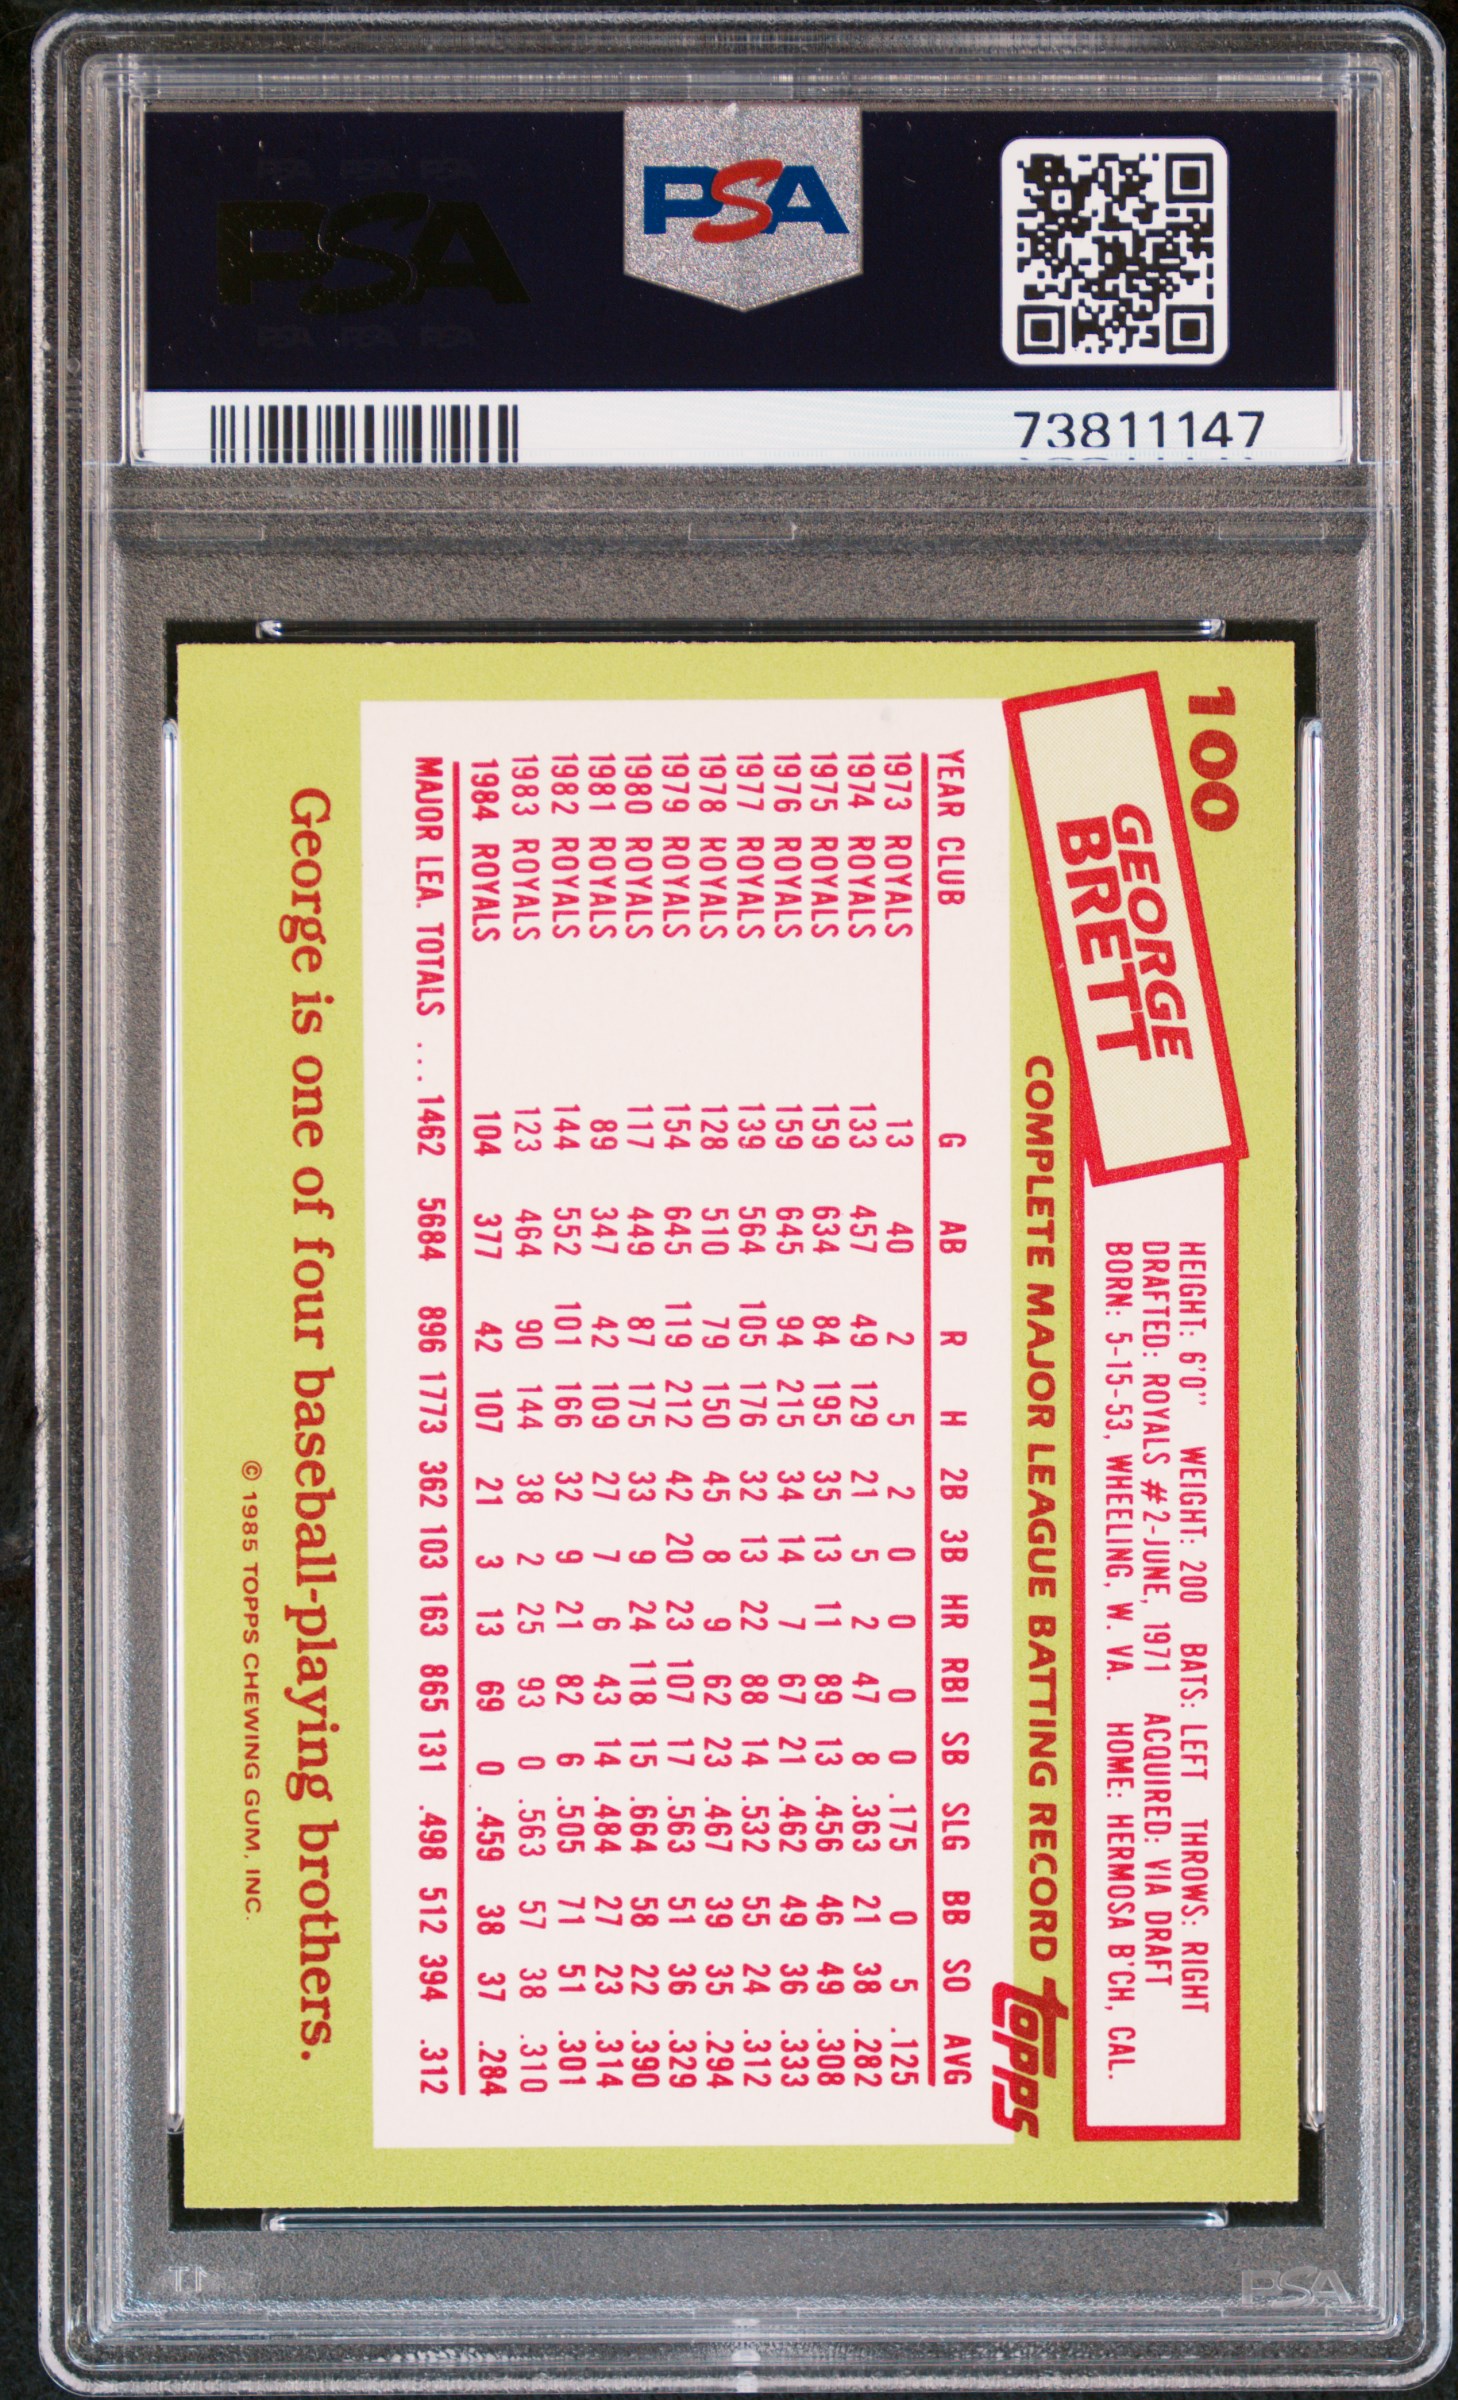 PSA
PSA
73811147
100
GEORGE
BRETT
HEIGHT: 6'0" WEIGHT: 200 BATS: LEFT THROWS: RIGHT
DRAFTED: ROYALS #2-JUNE, 1971 ACQUIRED: VIA DRAFT
BORN: 5-15-53, WHEELING, W. VA. HOME: HERMOSA B'CH, CAL.
COMPLETE MAJOR LEAGUE BATTING RECORD
topps
YEAR CLUB G AB R H 2B 3B HR RBI SB SLG BB SO AVG
1973 ROYALS 13 40 2 5 2 0 0 0 0 .175 0 5 .125
1974 ROYALS 133 457 49 129 21 5 2 47 8 .363 21 38 .282
1975 ROYALS 159 634 84 195 35 13 11 89 13 .456 46 49 .308
1976 ROYALS 159 645 94 215 34 14 7 67 21 .462 49 36 .333
1977 ROYALS 139 564 105 176 32 13 22 88 14 .532 55 24 .312
1978 ROYALS 128 510 79 150 45 8 9 62 23 .467 39 35 .294
1979 ROYALS 154 645 119 212 42 20 23 107 17 .563 51 36 .329
1980 ROYALS 117 449 87 175 33 9 24 118 15 .664 58 22 .390
1981 ROYALS 89 347 42 109 27 7 6 43 14 .484 27 23 .314
1982 ROYALS 144 552 101 166 32 9 21 82 6 .505 71 51 .301
1983 ROYALS 123 464 90 144 38 2 25 93 0 .563 57 38 .310
1984 ROYALS 104 377 42 107 21 3 13 69 0 .459 38 37 .284
MAJOR LEA. TOTALS ... 1462 5684 896 1773 362 103 163 865 131 .498 512 394 .312
George is one of four baseball-playing brothers.
© 1985 TOPPS CHEWING GUM, INC.
PSA